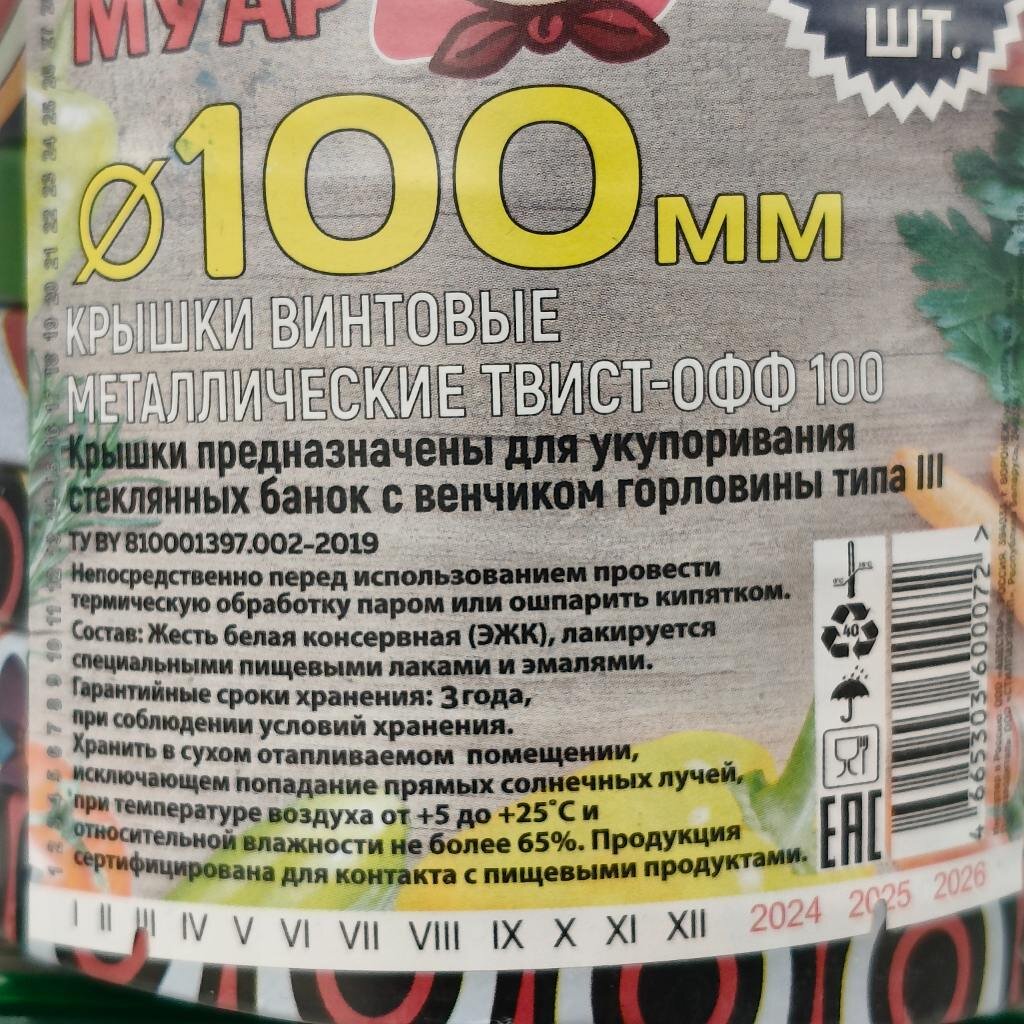 МУАР
ШТ.
Ø100мм
КРЫШКИ ВИНТОВЫЕ
МЕТАЛЛИЧЕСКИЕ ТВИСТ-ОФФ 100
Крышки предназначены для укупоривания
стеклянных банок с венчиком горловины типа III
ТУ BY 810001397.002-2019
Непосредственно перед использованием провести
термическую обработку паром или ошпарить кипятком.
Состав: Жесть белая консервная (ЭЖК), лакируется
специальными пищевыми лаками и эмалями.
Гарантийные сроки хранения: 3 года,
при соблюдении условий хранения.
Хранить в сухом отапливаемом помещении,
исключающем попадание прямых солнечных лучей,
при температуре воздуха от +5 до +25°С и
относительной влажности не более 65%. Продукция
сертифицирована для контакта с пищевыми продуктами.
40
EAC
4 665303 600072 >
I II III IV V VI VII VIII IX X XI XII 2024 2025 2026